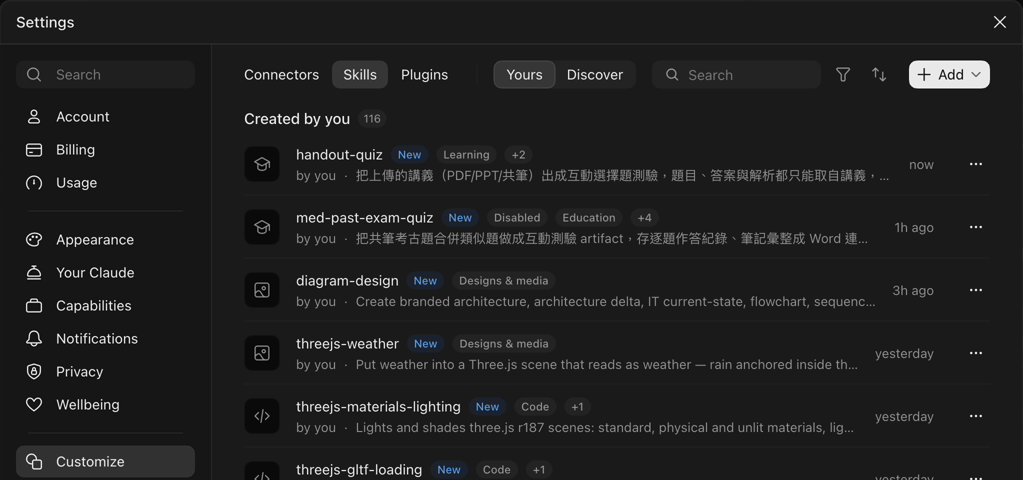 Settings
Search
Account
Billing
Usage
Appearance
Your Claude
Capabilities
Notifications
Privacy
Wellbeing
Customize
Connectors Skills Plugins Yours Discover Search Add
Created by you 116
handout-quiz New Learning +2
by you · 把上傳的講義（PDF/PPT/共筆）出成互動選擇題測驗，題目、答案與解析都只能取自講義，...
now
med-past-exam-quiz New Disabled Education +4
by you · 把共筆考古題合併類似題做成互動測驗 artifact，存逐題作答紀錄、筆記彙整成 Word 連...
1h ago
diagram-design New Designs & media
by you · Create branded architecture, architecture delta, IT current-state, flowchart, sequenc...
3h ago
threejs-weather New Designs & media
by you · Put weather into a Three.js scene that reads as weather — rain anchored inside th...
yesterday
threejs-materials-lighting New Code +1
by you · Lights and shades three.js r187 scenes: standard, physical and unlit materials, lig...
yesterday
threejs-gltf-loading New Code +1
yesterday